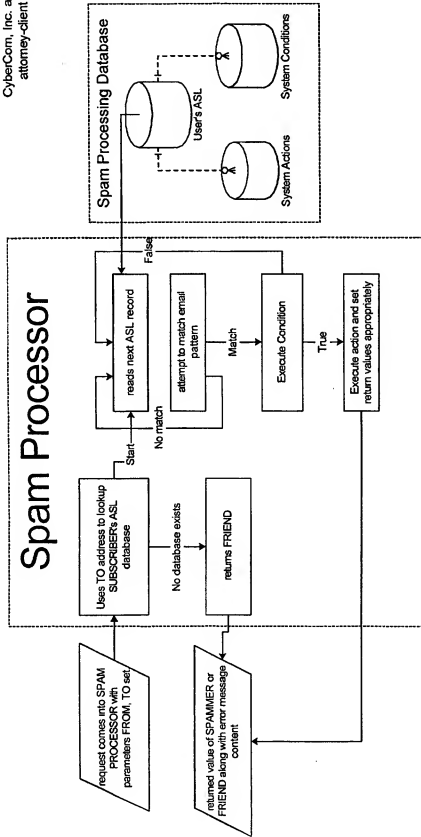 CyberCom, Inc. a
attorney-client
Spam Processor
request comes into SPAM
PROCESSOR with
parameters FROM, TO set.
Uses TO address to lookup
SUBSCRIBER's ASL
database
Start
No database exists
returns FRIEND
returned value of SPAMMER or
FRIEND along with error message
content
reads next ASL record
No match
False
attempt to match email
pattern
Match
Execute Condition
True
Execute action and set
return values appropriately
Spam Processing Database
User's ASL
System Actions
System Conditions